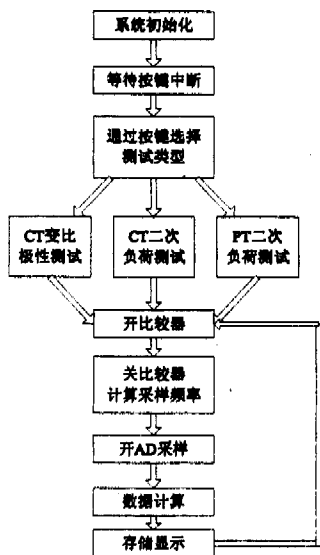 系统初始化
等待按键中断
通过按键选择
测试类型
CT变比
极性测试
CT二次
负荷测试
PT二次
负荷测试
开比较器
关比较器
计算采样频率
开AD采样
数据计算
存储显示